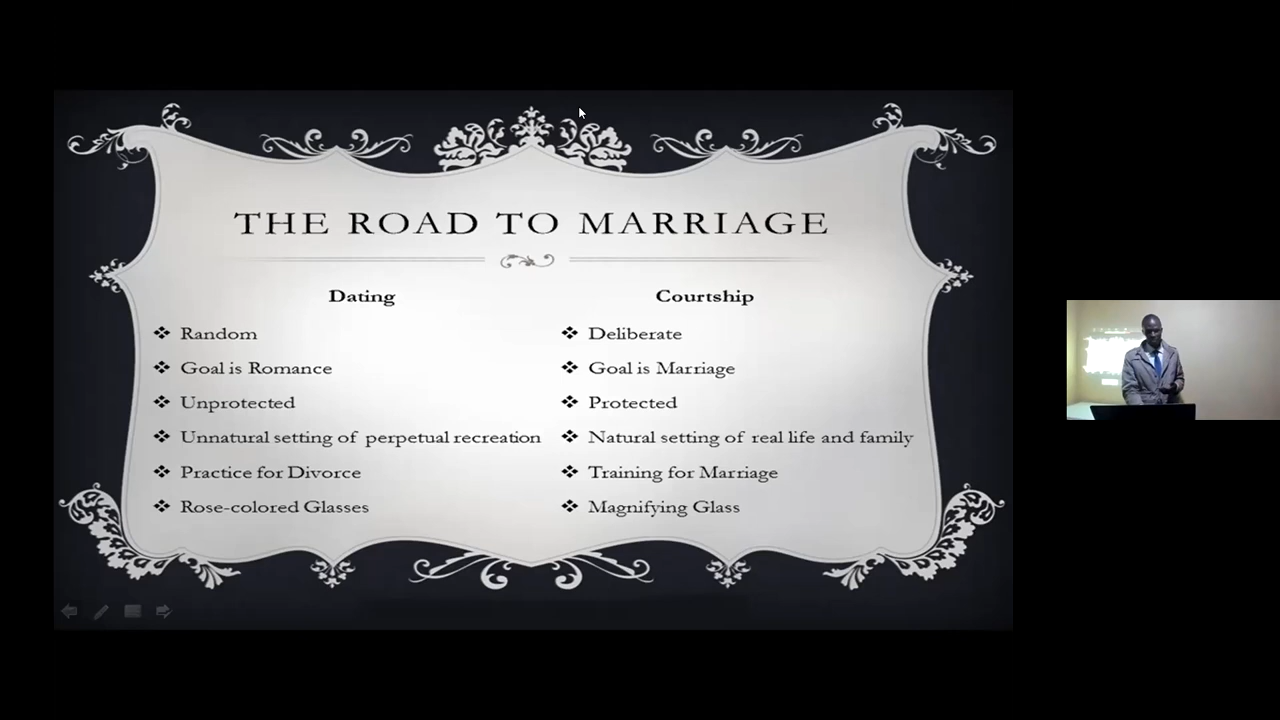 THE ROAD TO MARRIAGE
Dating
Random
Goal is Romance
Unprotected
Unnatural setting of perpetual recreation
Practice for Divorce
Rose-colored Glasses
Courtship
Deliberate
Goal is Marriage
Protected
Natural setting of real life and family
Training for Marriage
Magnifying Glass